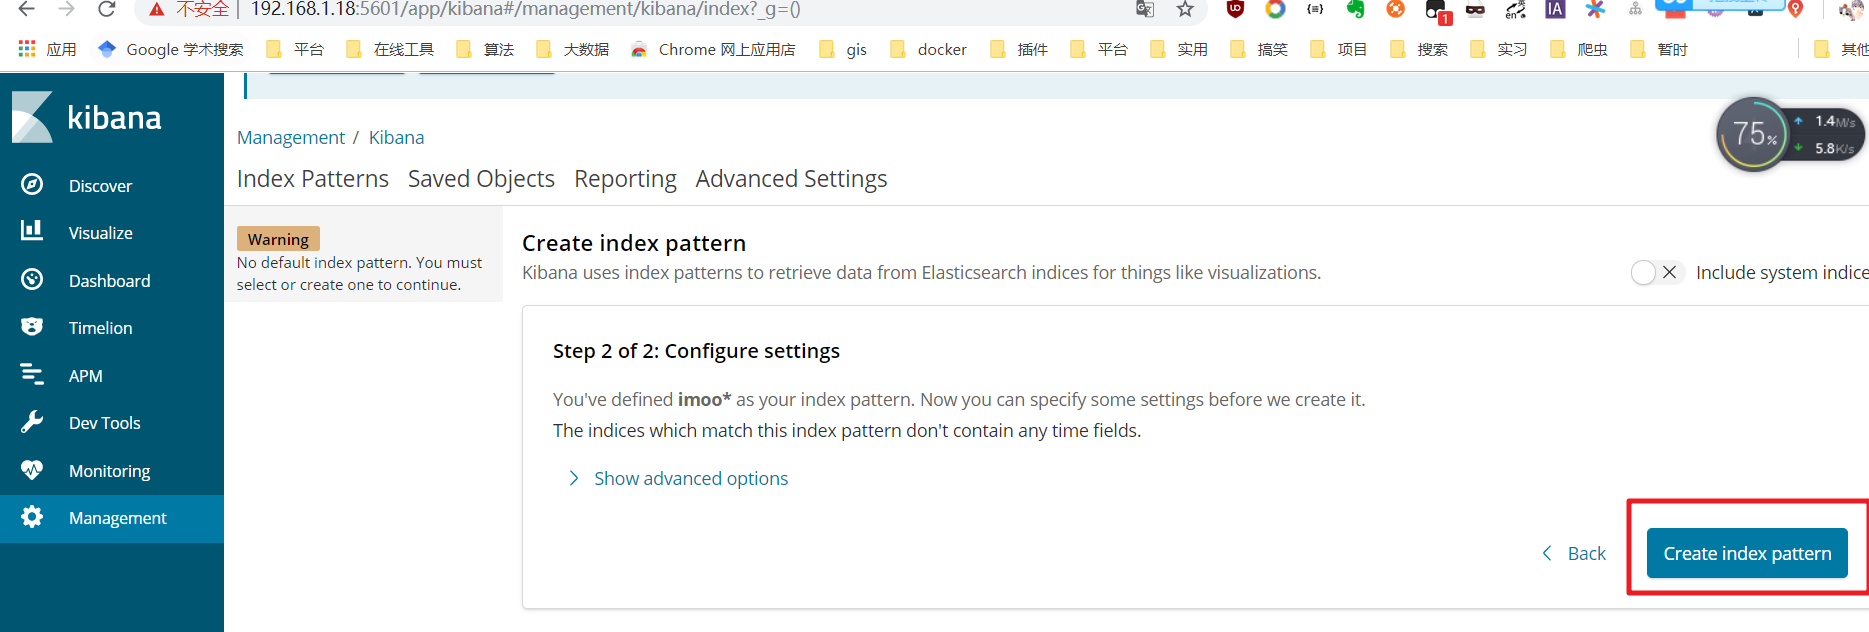 不安全 192.168.1.18:5601/app/kibana#/management/kibana/index?_g=()
应用 Google 学术搜索 平台 在线工具 算法 大数据 Chrome 网上应用店 gis docker 插件 平台 实用 搞笑 项目 搜索 实习 爬虫 暂时 其他
kibana
Discover
Visualize
Dashboard
Timelion
APM
Dev Tools
Monitoring
Management
Management / Kibana
Index Patterns Saved Objects Reporting Advanced Settings
75%
1.4M/s
5.8K/s
Warning
No default index pattern. You must
select or create one to continue.
Create index pattern
Kibana uses index patterns to retrieve data from Elasticsearch indices for things like visualizations.
Include system indice
Step 2 of 2: Configure settings
You've defined imoo* as your index pattern. Now you can specify some settings before we create it.
The indices which match this index pattern don't contain any time fields.
Show advanced options
Back
Create index pattern